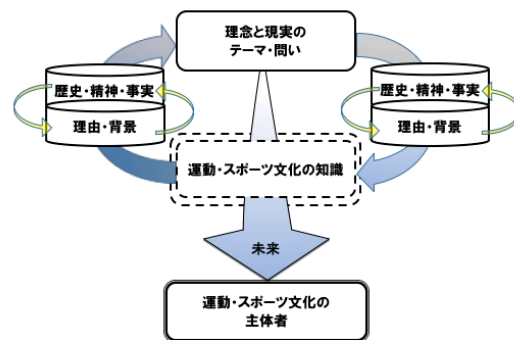 理念と現実の
テーマ・問い
歴史・精神・事実
理由・背景
歴史・精神・事実
理由・背景
運動・スポーツ文化の知識
未来
運動・スポーツ文化の
主体者